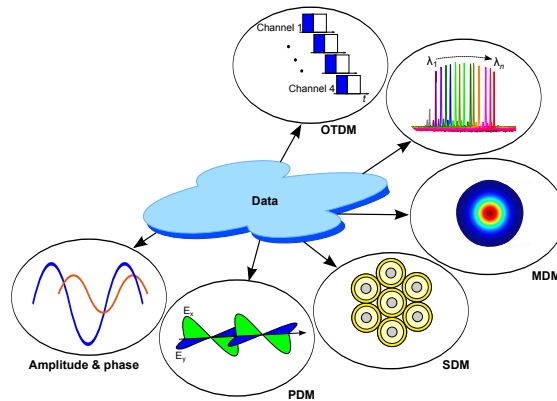 Channel 1
Channel 4
t
OTDM
λ1
λn
Data
MDM
Amplitude & phase
Ex
Ey
PDM
SDM